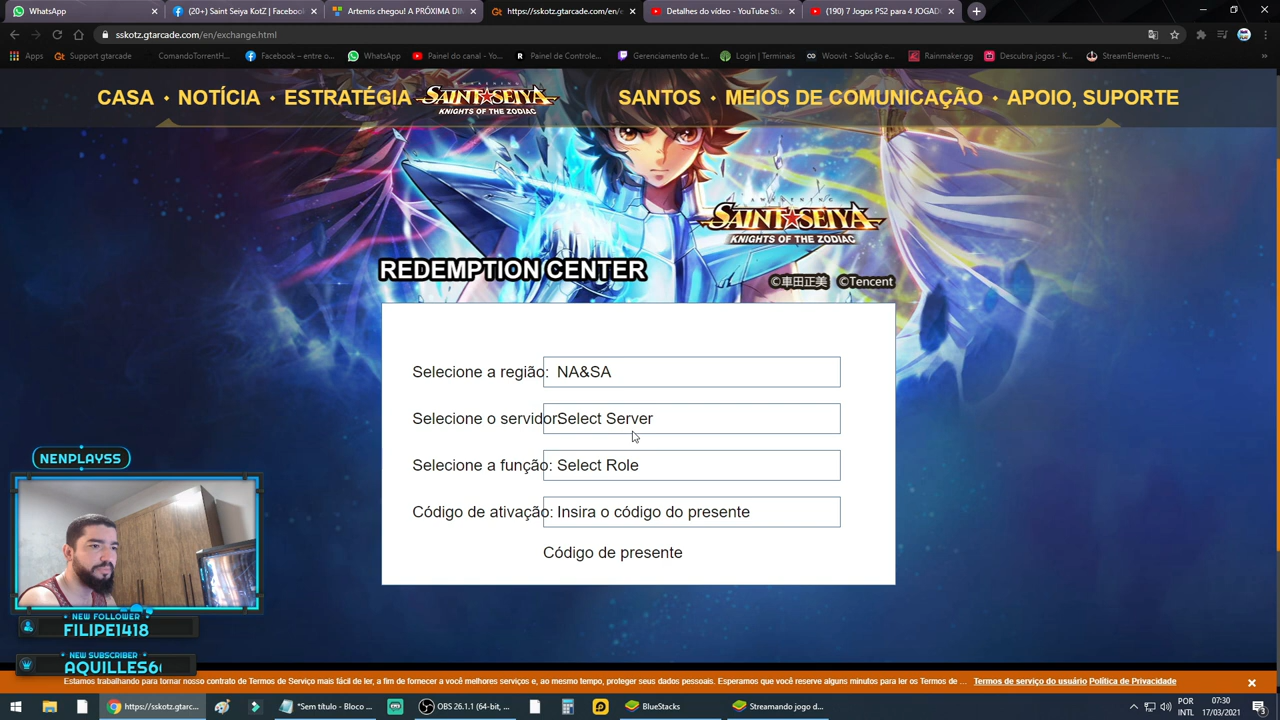 WhatsApp
(20+) Saint Seiya KotZ | Facebook
Artemis chegou! A PRÓXIMA DIM
https://sskotz.gtarcade.com/en/e
Detalhes do vídeo - YouTube Stu
(190) 7 Jogos PS2 para 4 JOGAD
sskotz.gtarcade.com/en/exchange.html
Apps
Support gtarcade
ComandoTorrentH...
Facebook – entre o...
WhatsApp
Painel do canal - Yo...
Painel de Controle...
Gerenciamento de t...
Login | Terminais
Woovit - Solução e...
Rainmaker.gg
Descubra jogos - K...
StreamElements -...
CASA • NOTÍCIA • ESTRATÉGIA
AWAKENING
SAINT SEIYA
KNIGHTS OF THE ZODIAC
SANTOS • MEIOS DE COMUNICAÇÃO • APOIO, SUPORTE
AWAKENING
SAINT SEIYA
KNIGHTS OF THE ZODIAC
REDEMPTION CENTER
©車田正美 ©Tencent
Selecione a região: NA&SA
Selecione o servidor: Select Server
Selecione a função: Select Role
Código de ativação: Insira o código do presente
Código de presente
NENPLAYSS
NEW FOLLOWER
FILIPE1418
NEW SUBSCRIBER
AQUILLES6
Estamos trabalhando para tornar nosso contrato de Termos de Serviço mais fácil de ler, a fim de fornecer a você melhores serviços e, ao mesmo tempo, proteger seus dados pessoais. Esperamos que você reserve alguns minutos para ler os Termos de ... Termos de serviço do usuário Política de Privacidade
https://sskotz.gtarc...
*Sem título - Bloco ...
OBS 26.1.1 (64-bit, ...
BlueStacks
Streamando jogo d...
POR
INTL
07:30
17/03/2021